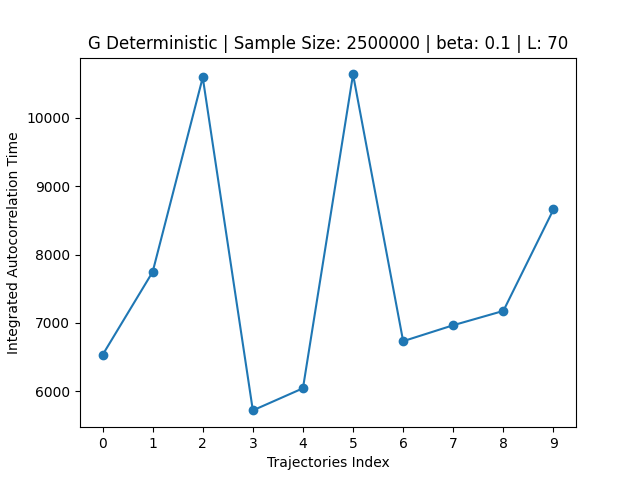 G Deterministic | Sample Size: 2500000 | beta: 0.1 | L: 70
Integrated Autocorrelation Time
10000
9000
8000
7000
6000
0 1 2 3 4 5 6 7 8 9
Trajectories Index